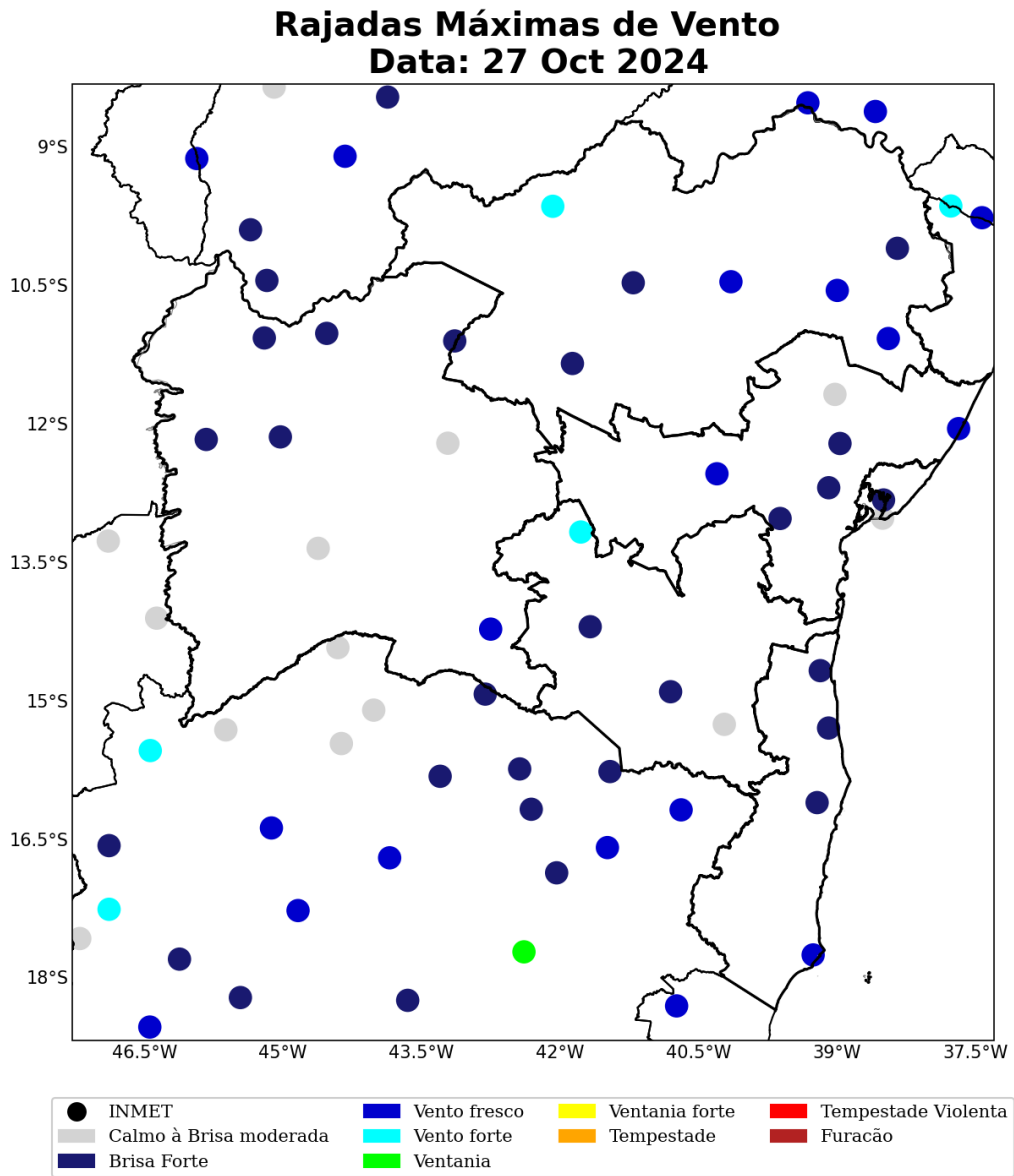 Rajadas Máximas de Vento
Data: 27 Oct 2024
9°S
10.5°S
12°S
13.5°S
15°S
16.5°S
18°S
46.5°W 45°W 43.5°W 42°W 40.5°W 39°W 37.5°W
INMET Vento fresco Ventania forte Tempestade Violenta
Calmo à Brisa moderada Vento forte Tempestade Furacão
Brisa Forte Ventania